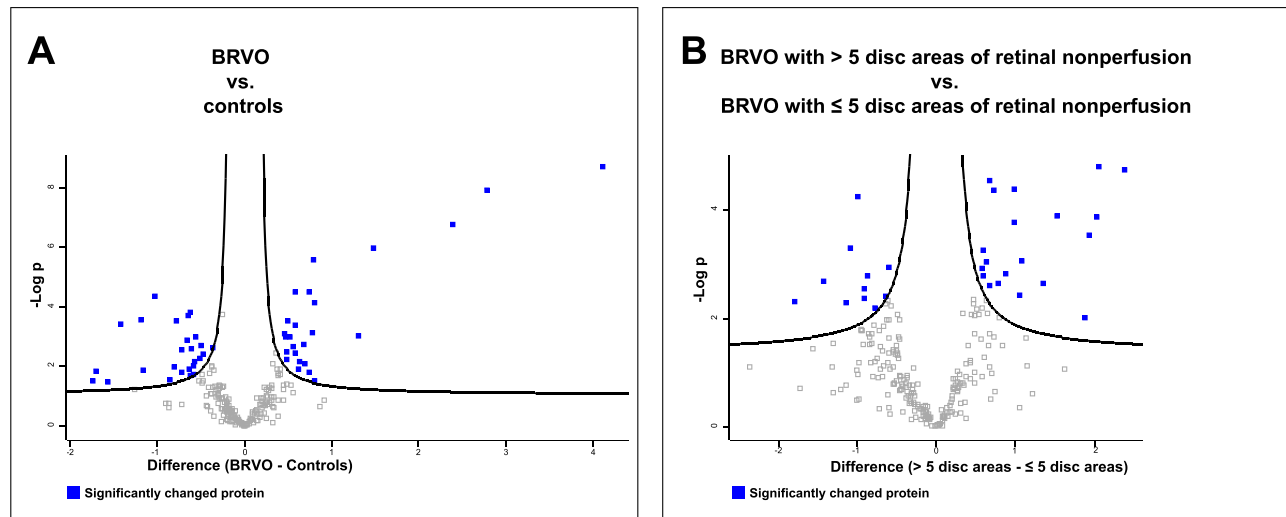 A
BRVO
vs.
controls
-Log p
8
6
4
2
0
-2
-1
0
1
2
3
4
Difference (BRVO - Controls)
Significantly changed protein
B
BRVO with > 5 disc areas of retinal nonperfusion
vs.
BRVO with ≤ 5 disc areas of retinal nonperfusion
-Log p
4
2
0
-2
-1
0
1
2
Difference (> 5 disc areas - ≤ 5 disc areas)
Significantly changed protein